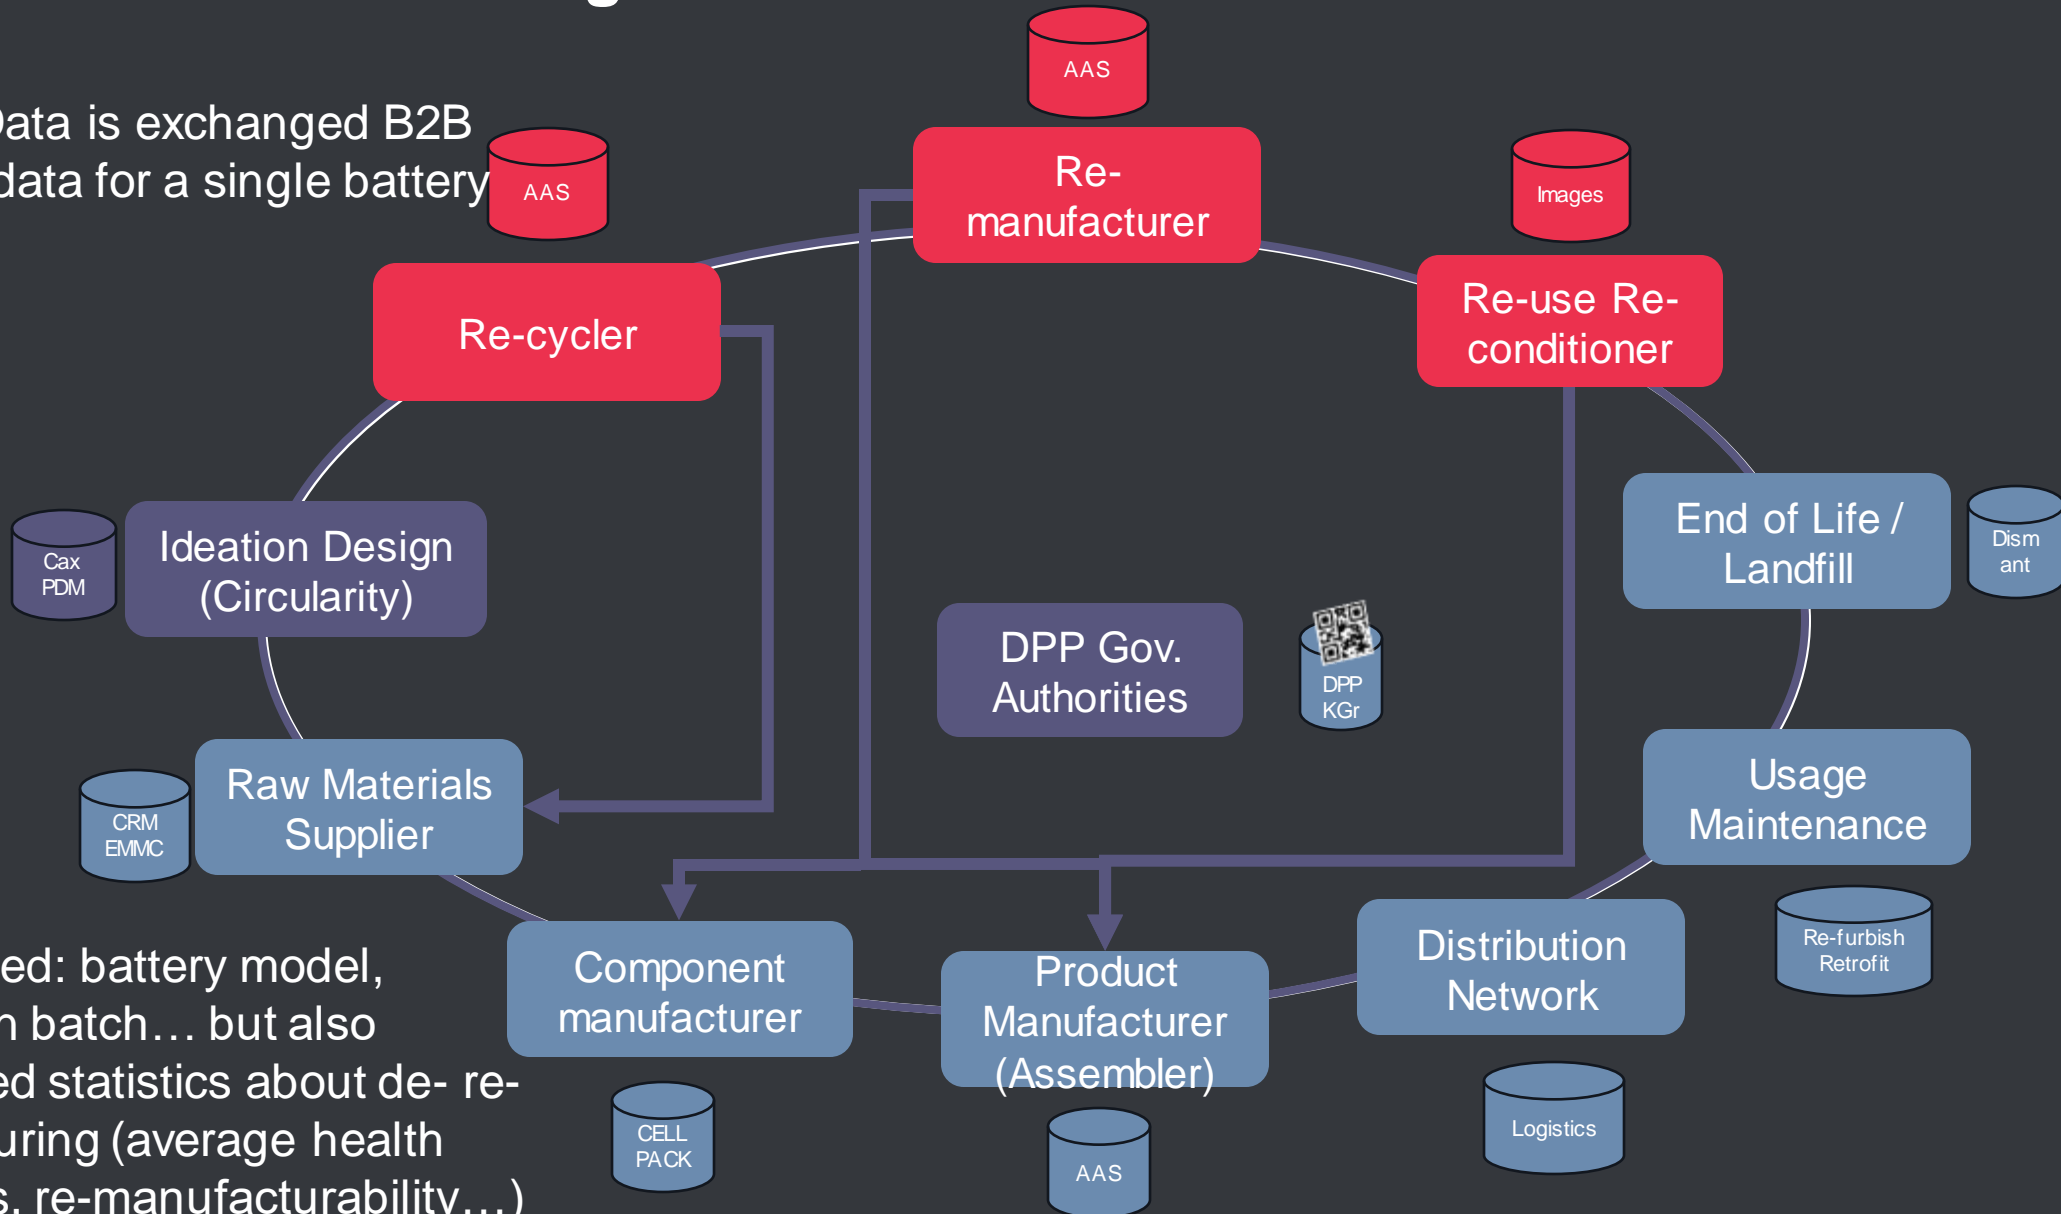 AAS
Data is exchanged B2B
data for a single battery
AAS
Re-
manufacturer
Images
Re-cycler
Re-use Re-
conditioner
Cax
PDM
Ideation Design
(Circularity)
End of Life /
Landfill
Dism
ant
DPP Gov.
Authorities
DPP
KGr
CRM
EMMC
Raw Materials
Supplier
Usage
Maintenance
Re-furbish
Retrofit
Component
manufacturer
Product
Manufacturer
(Assembler)
Distribution
Network
battery model,
batch… but also
statistics about de- re-
(average health
re-manufacturability…)
CELL
PACK
AAS
Logistics